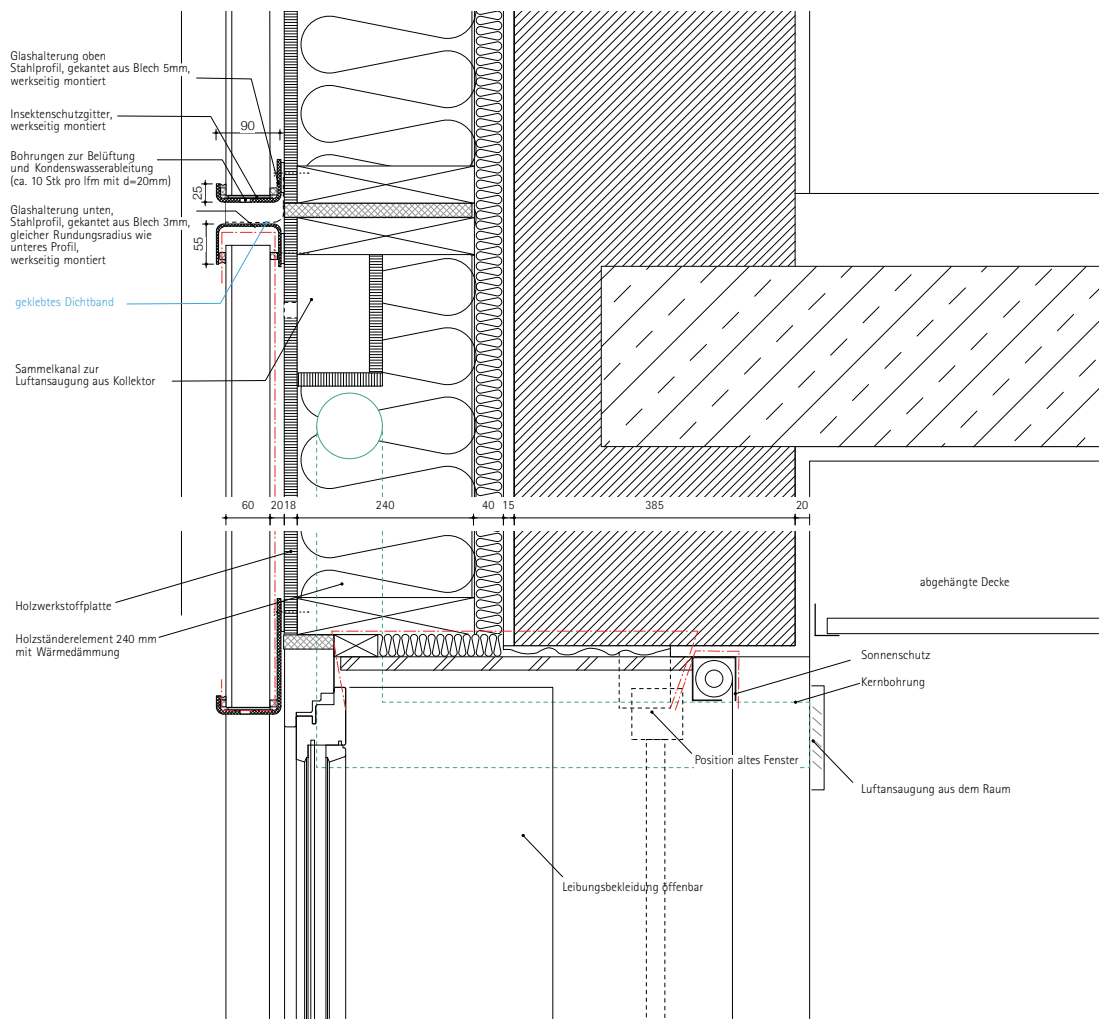 Glashalterung oben
Stahlprofil, gekantet aus Blech 5mm,
werkseitig montiert
Insektenschutzgitter,
werkseitig montiert
90
Bohrungen zur Belüftung
und Kondenswasserableitung
(ca. 10 Stk pro lfm mit d=20mm)
25
Glashalterung unten,
Stahlprofil, gekantet aus Blech 3mm,
gleicher Rundungsradius wie
unteres Profil,
werkseitig montiert
55
geklebtes Dichtband
Sammelkanal zur
Luftansaugung aus Kollektor
60 20 18 240 40 15 385 20
abgehängte Decke
Holzwerkstoffplatte
Holzständerelement 240 mm
mit Wärmedämmung
Sonnenschutz
Kernbohrung
Position altes Fenster
Luftansaugung aus dem Raum
Leibungsbekleidung öffenbar